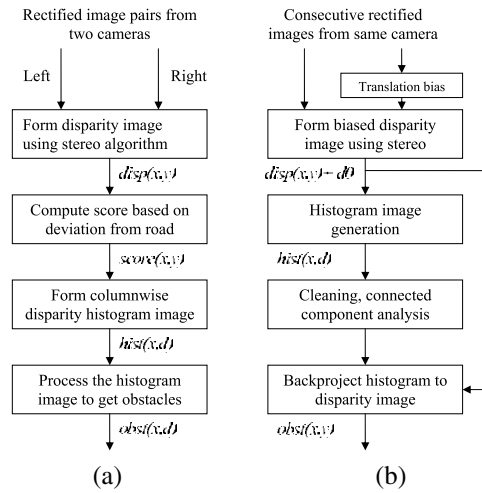 Rectified image pairs from
two cameras
Left
Right
Form disparity image
using stereo algorithm
disp(x,y)
Compute score based on
deviation from road
score(x,y)
Form columnwise
disparity histogram image
hist(x,d)
Process the histogram
image to get obstacles
obst(x,d)
(a)
Consecutive rectified
images from same camera
Translation bias
Form biased disparity
image using stereo
disp(x,y) – d0
Histogram image
generation
hist(x,d)
Cleaning, connected
component analysis
Backproject histogram to
disparity image
obst(x,y)
(b)